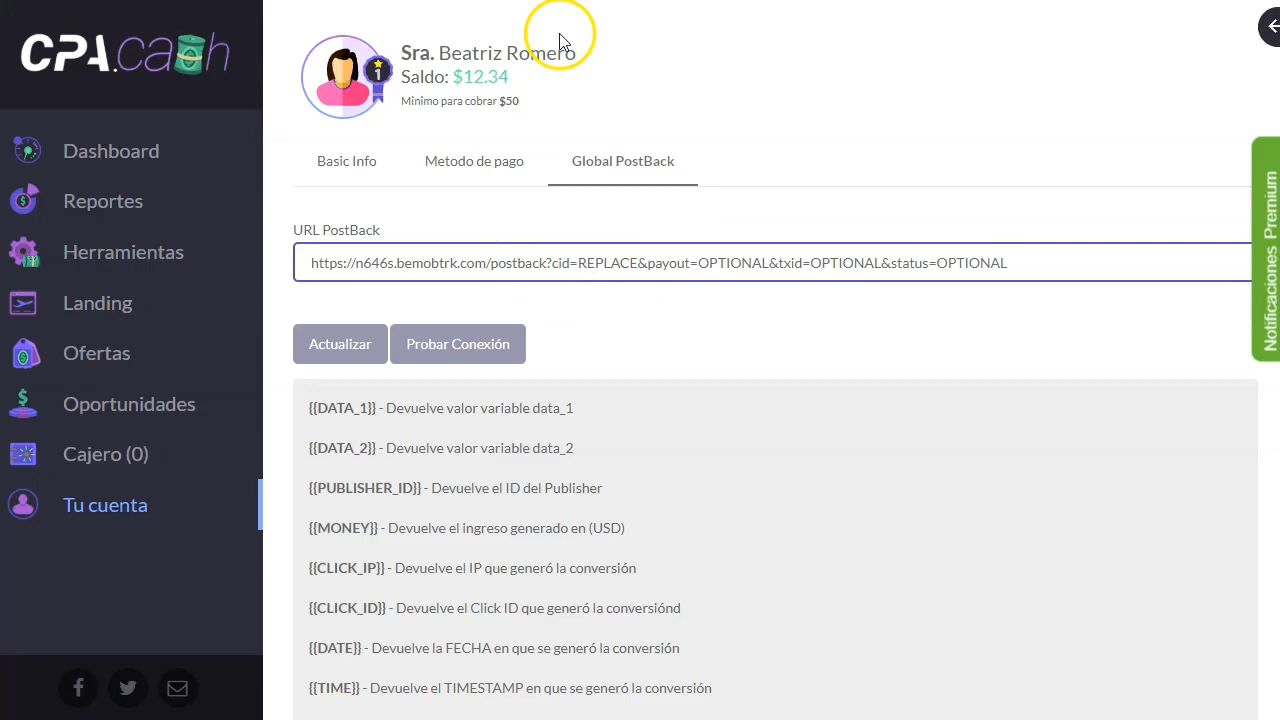 CPA.cash
Sra. Beatriz Romero
1
Saldo: $12.34
Minimo para cobrar $50
Dashboard
Reportes
Herramientas
Landing
Ofertas
Oportunidades
Cajero (0)
Tu cuenta
Basic Info
Metodo de pago
Global PostBack
URL PostBack
https://n646s.bemobtrk.com/postback?cid=REPLACE&payout=OPTIONAL&txid=OPTIONAL&status=OPTIONAL
Actualizar
Probar Conexión
{{DATA_1}} - Devuelve valor variable data_1
{{DATA_2}} - Devuelve valor variable data_2
{{PUBLISHER_ID}} - Devuelve el ID del Publisher
{{MONEY}} - Devuelve el ingreso generado en (USD)
{{CLICK_IP}} - Devuelve el IP que generó la conversión
{{CLICK_ID}} - Devuelve el Click ID que generó la conversiónd
{{DATE}} - Devuelve la FECHA en que se generó la conversión
{{TIME}} - Devuelve el TIMESTAMP en que se generó la conversión
Notificaciones Premium